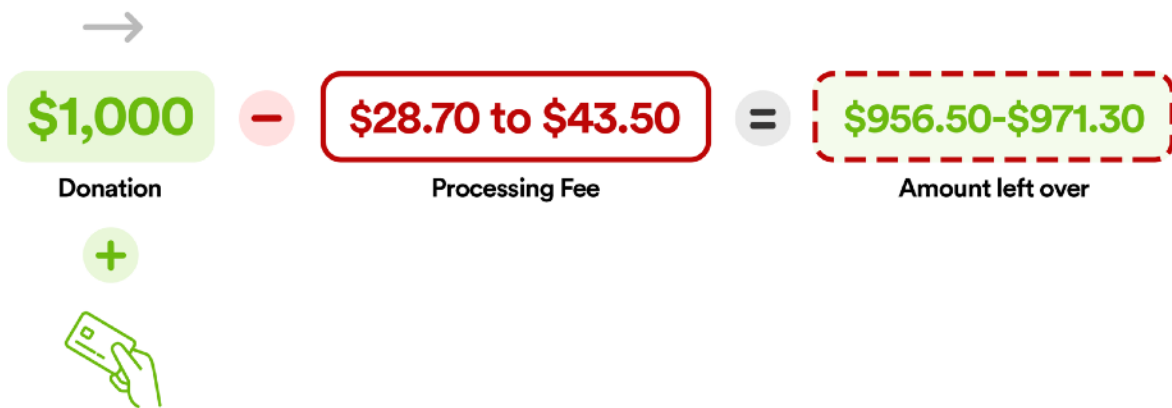 $1,000 − $28.70 to $43.50 = $956.50-$971.30
Donation Processing Fee Amount left over
+